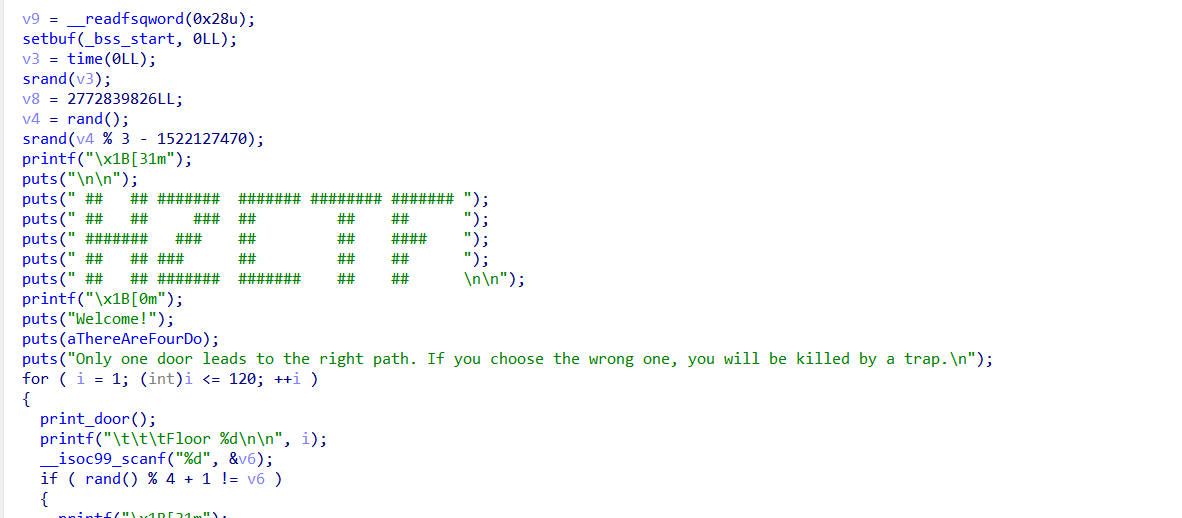 v9 = __readfsqword(0x28u);
setbuf(_bss_start, 0LL);
v3 = time(0LL);
srand(v3);
v8 = 2772839826LL;
v4 = rand();
srand(v4 % 3 - 1522127470);
printf("\x1B[31m");
puts("\n\n");
puts(" ##   ## #######  ####### ######## ####### ");
puts(" ##   ##     ###  ##         ##    ##      ");
puts(" #######   ###    ##         ##    ####    ");
puts(" ##   ## ###      ##         ##    ##      ");
puts(" ##   ## #######  #######    ##    ##      \n\n");
printf("\x1B[0m");
puts("Welcome!");
puts(aThereAreFourDo);
puts("Only one door leads to the right path. If you choose the wrong one, you will be killed by a trap.\n");
for ( i = 1; (int)i <= 120; ++i )
{
  print_door();
  printf("\t\t\tFloor %d\n\n", i);
  __isoc99_scanf("%d", &v6);
  if ( rand() % 4 + 1 != v6 )
  {
    printf("\x1B[31m");